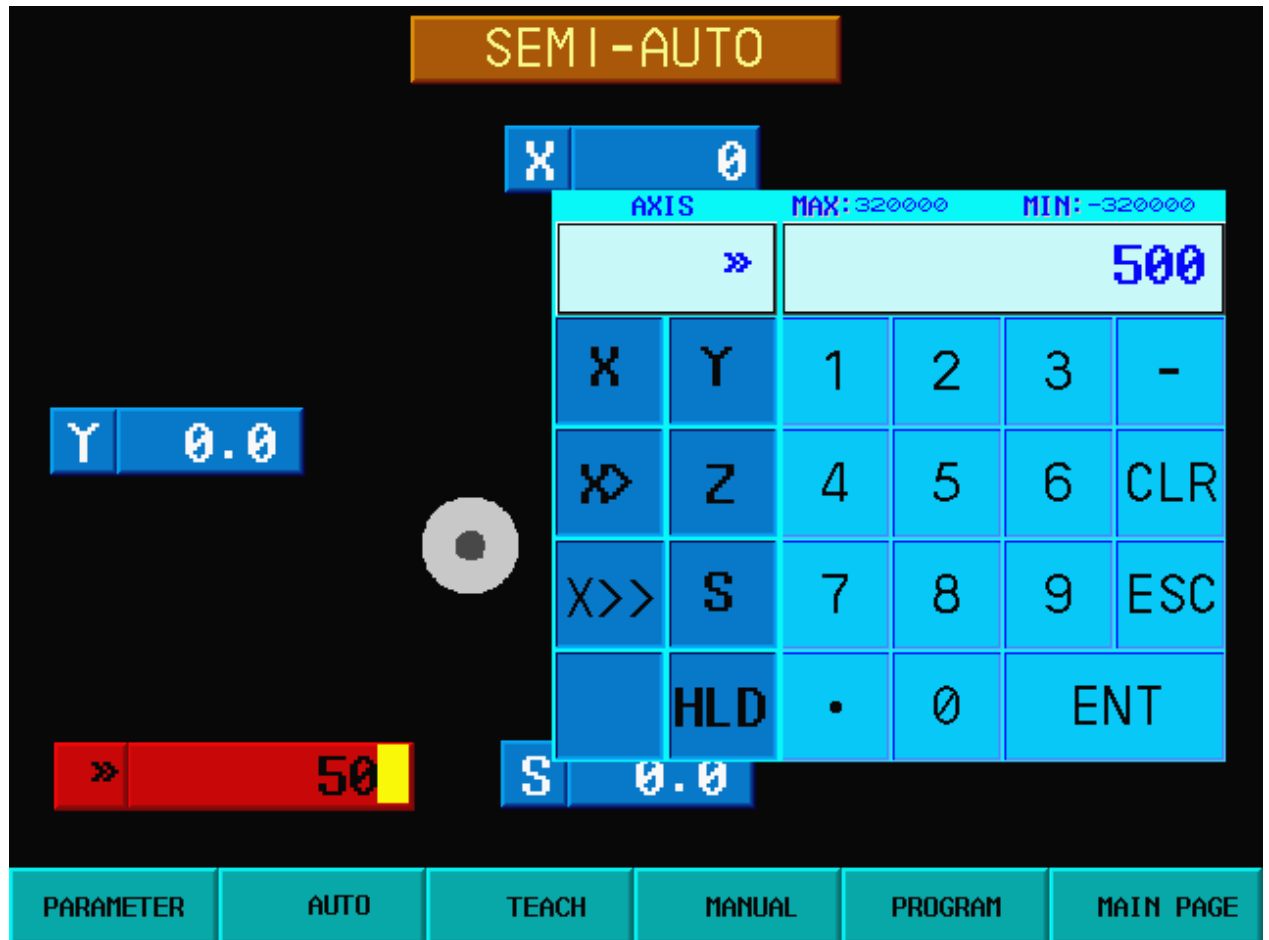 SEMI-AUTO
X 0
AXIS MAX:320000 MIN:-320000
» 500
X Y 1 2 3 -
Y 0.0
X> Z 4 5 6 CLR
X>> S 7 8 9 ESC
HLD . 0 ENT
» 50
S 0.0
PARAMETER AUTO TEACH MANUAL PROGRAM MAIN PAGE